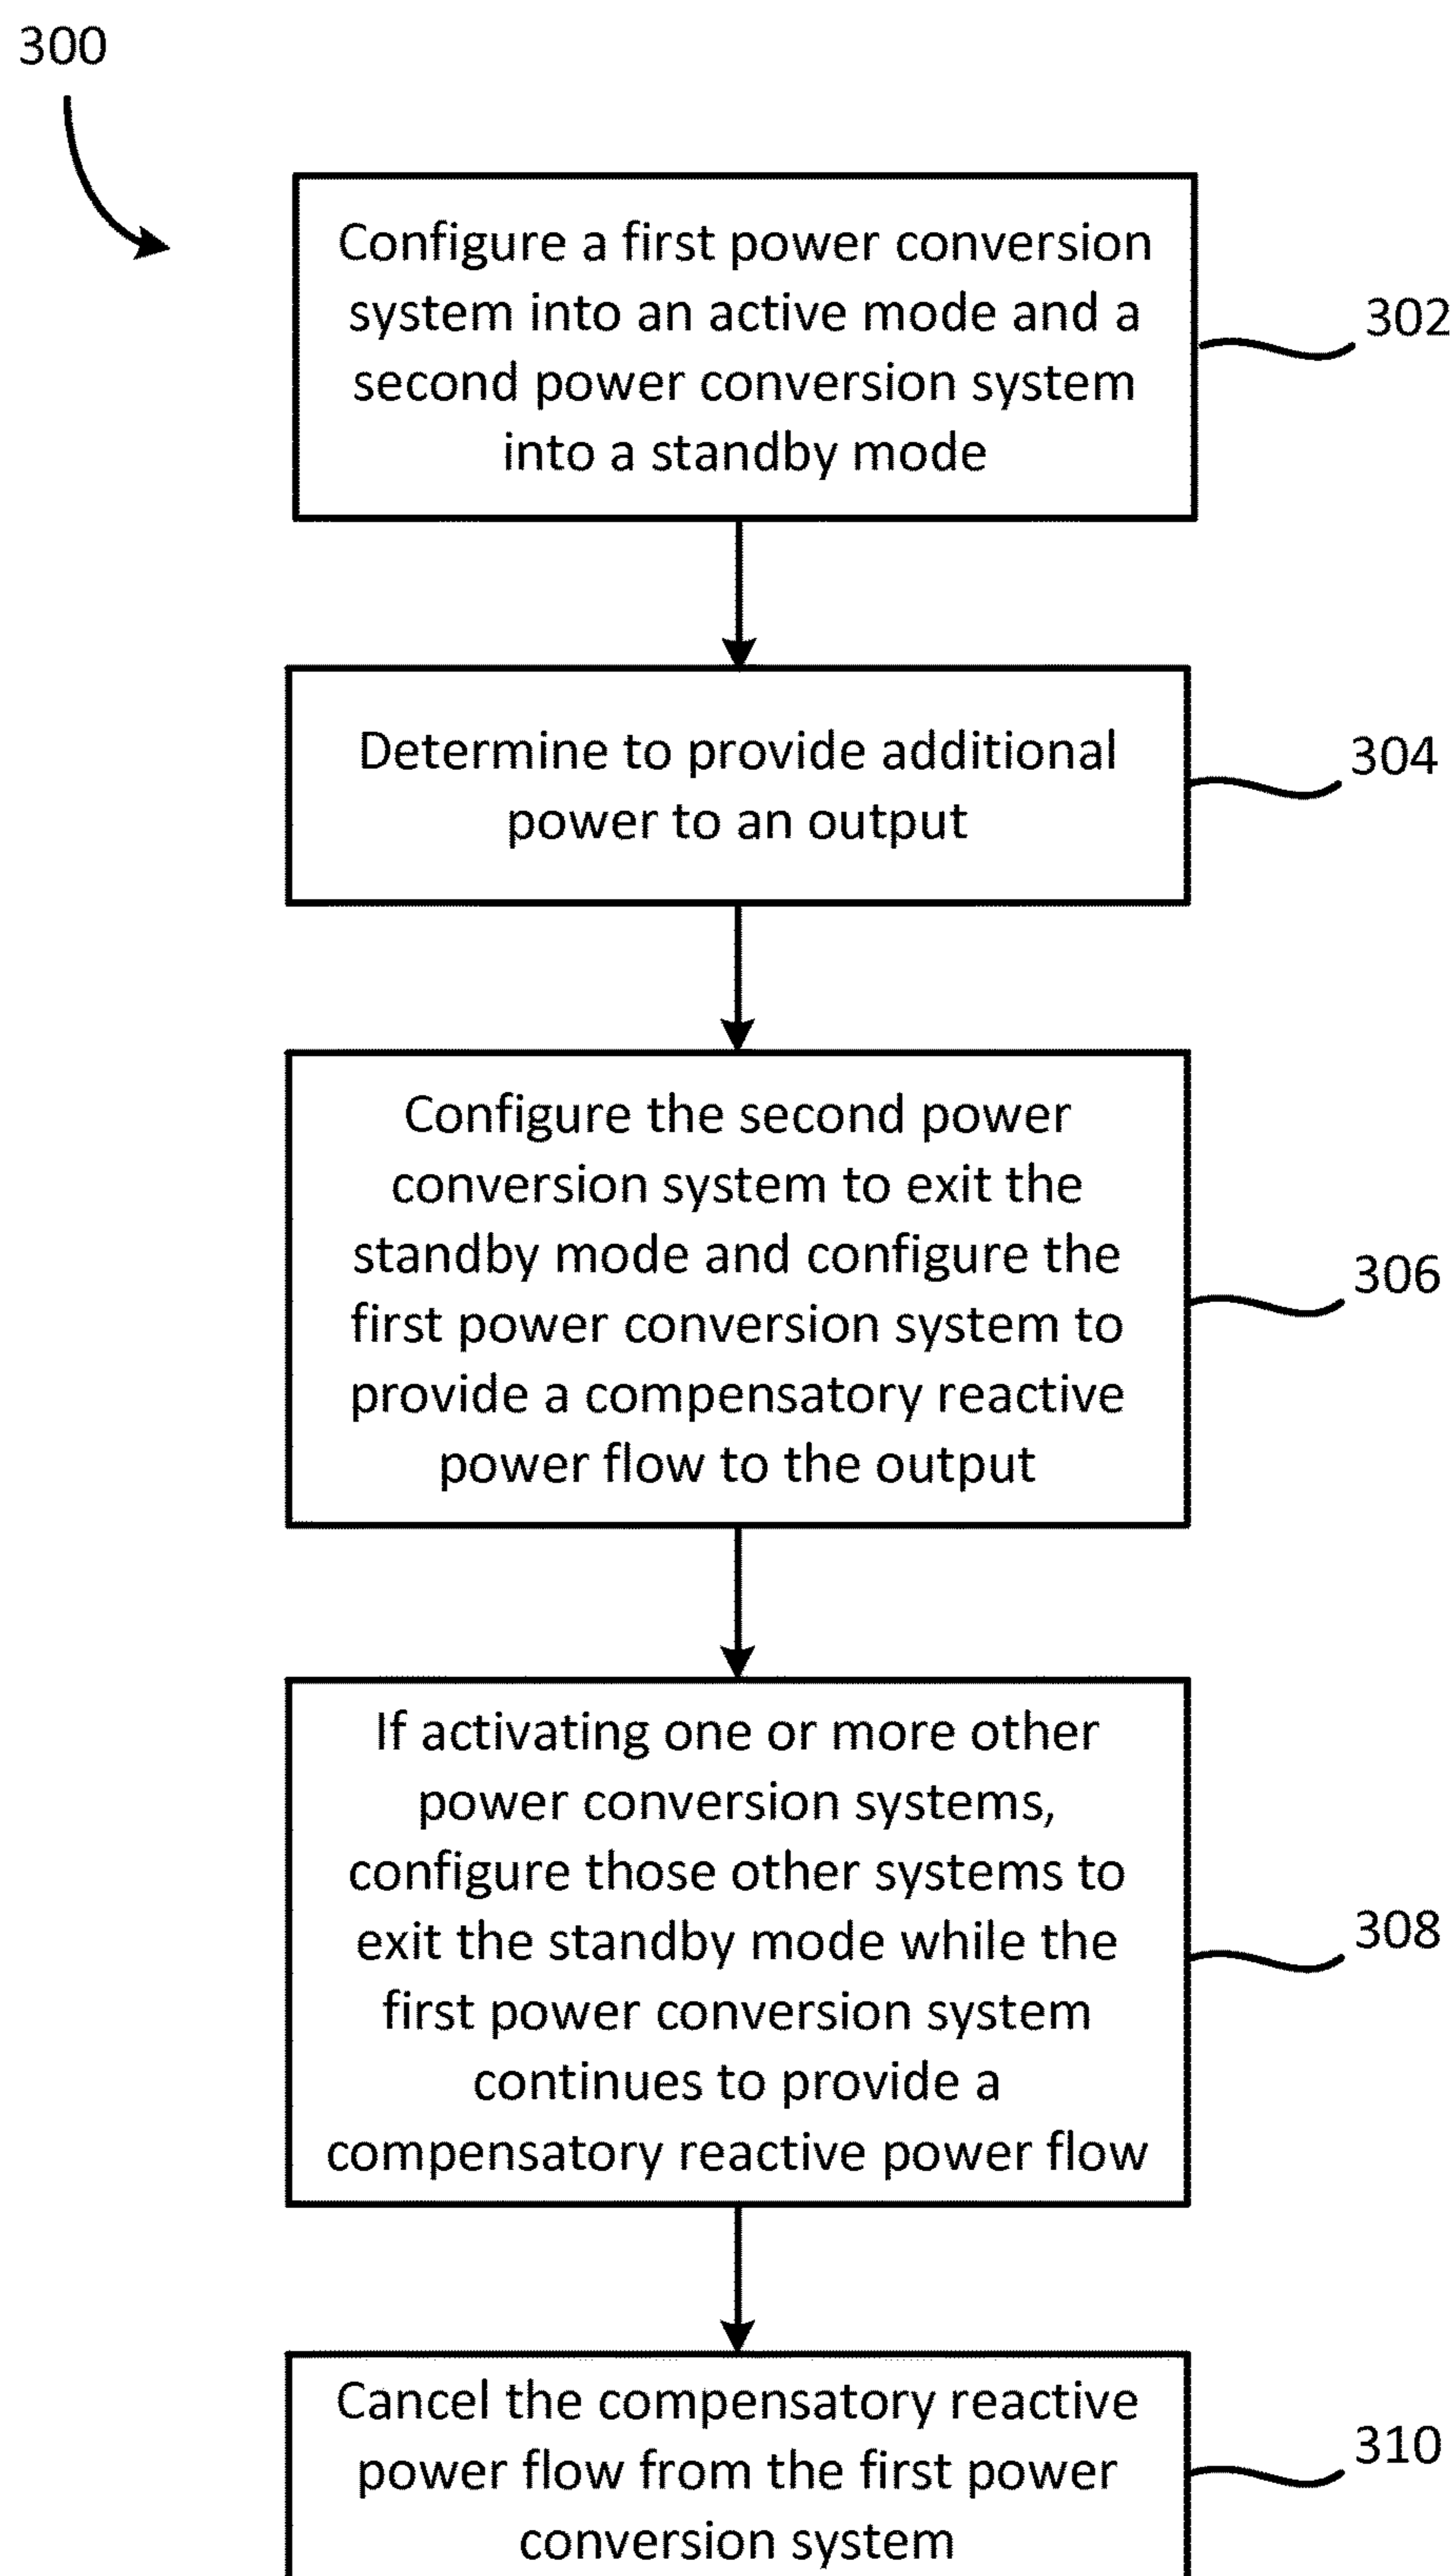 300
Configure a first power conversion
system into an active mode and a
second power conversion system
into a standby mode
302
Determine to provide additional
power to an output
304
Configure the second power
conversion system to exit the
standby mode and configure the
first power conversion system to
provide a compensatory reactive
power flow to the output
306
If activating one or more other
power conversion systems,
configure those other systems to
exit the standby mode while the
first power conversion system
continues to provide a
compensatory reactive power flow
308
Cancel the compensatory reactive
power flow from the first power
conversion system
310